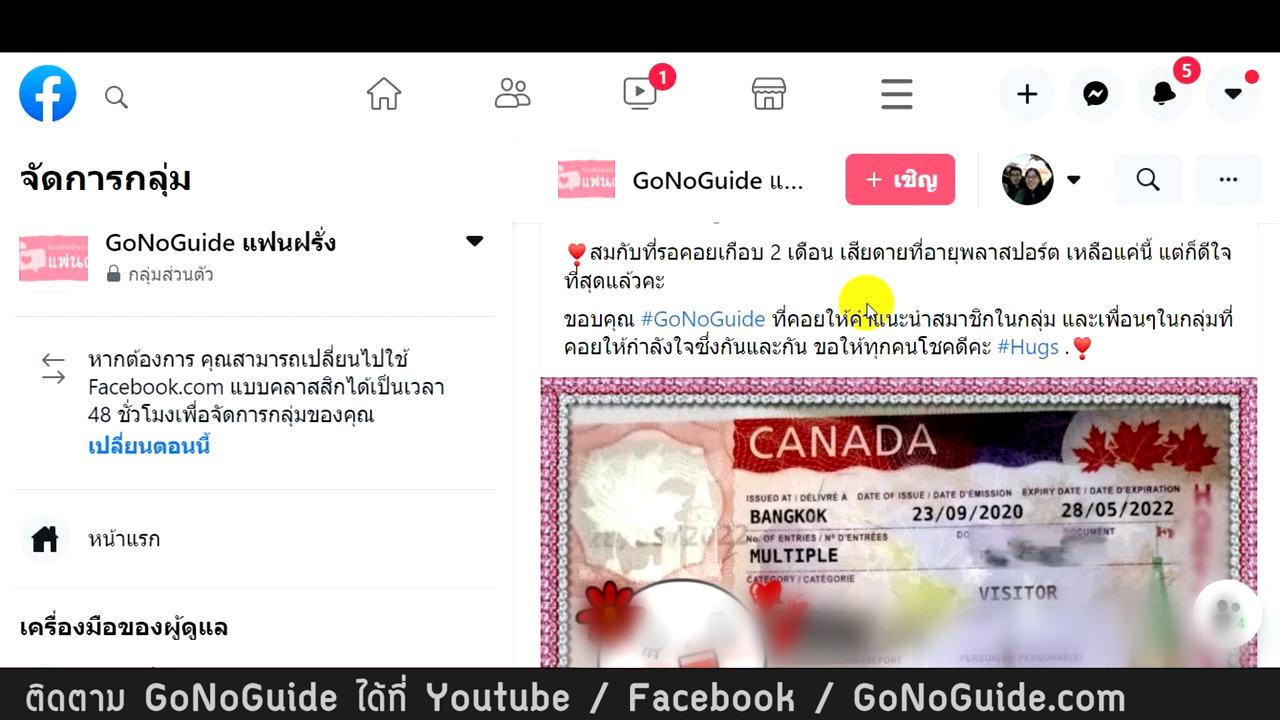 1
5
จัดการกลุ่ม
GoNoGuide แฟนฝรั่ง
กลุ่มส่วนตัว
หากต้องการ คุณสามารถเปลี่ยนไปใช้
Facebook.com แบบคลาสสิกได้เป็นเวลา
48 ชั่วโมงเพื่อจัดการกลุ่มของคุณ
เปลี่ยนตอนนี้
หน้าแรก
เครื่องมือของผู้ดูแล
GoNoGuide แ...
+ เชิญ
❣สมกับที่รอคอยเกือบ 2 เดือน เสียดายที่อายุพลาสปอร์ต เหลือแค่นี้ แต่ก็ดีใจ
ที่สุดแล้วคะ
ขอบคุณ #GoNoGuide ที่คอยให้คำแนะนำสมาชิกในกลุ่ม และเพื่อนๆในกลุ่มที่
คอยให้กำลังใจซึ่งกันและกัน ขอให้ทุกคนโชคดีคะ #Hugs .❣
CANADA
ISSUED AT / DÉLIVRÉ À DATE OF ISSUE / DATE D'ÉMISSION EXPIRY DATE / DATE D'EXPIRATION
BANGKOK 23/09/2020 28/05/2022
No. OF ENTRIES / Nº D'ENTRÉES DOCUMENT
MULTIPLE
CATEGORY / CATÉGORIE
VISITOR
ติดตาม GoNoGuide ได้ที่ Youtube / Facebook / GoNoGuide.com